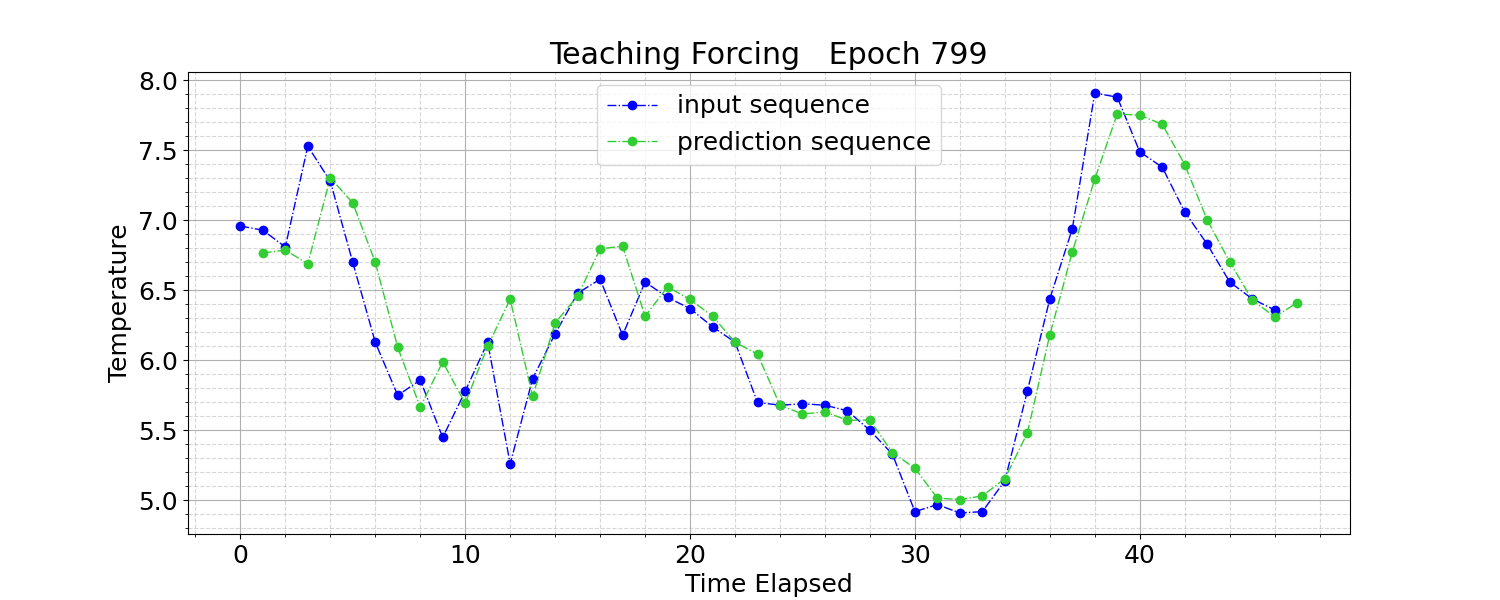 Teaching Forcing   Epoch 799
8.0
7.5
7.0
6.5
6.0
5.5
5.0
Temperature
input sequence
prediction sequence
0 10 20 30 40
Time Elapsed